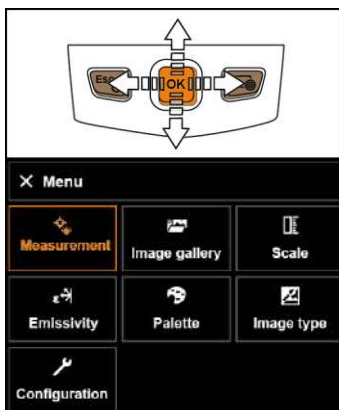 Esc
OK
X Menu
Measurement
Image gallery
Scale
Emissivity
Palette
Image type
Configuration